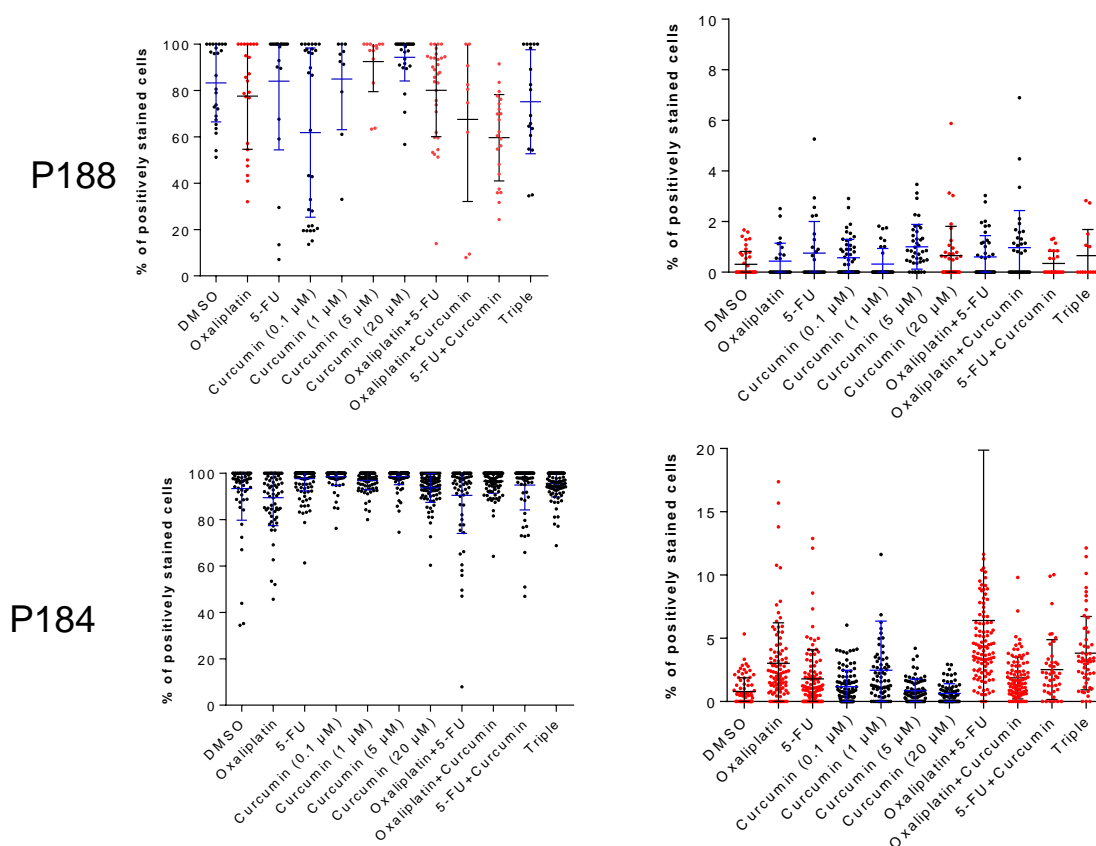 P188
% of positively stained cells
100
80
60
40
20
0
DMSO
Oxaliplatin
5-FU
Curcumin (0.1 µM)
Curcumin (1 µM)
Curcumin (5 µM)
Curcumin (20 µM)
Oxaliplatin+5-FU
Oxaliplatin+Curcumin
5-FU+Curcumin
Triple
% of positively stained cells
10
8
6
4
2
0
DMSO
Oxaliplatin
5-FU
Curcumin (0.1 µM)
Curcumin (1 µM)
Curcumin (5 µM)
Curcumin (20 µM)
Oxaliplatin+5-FU
Oxaliplatin+Curcumin
5-FU+Curcumin
Triple
P184
% of positively stained cells
100
80
60
40
20
0
DMSO
Oxaliplatin
5-FU
Curcumin (0.1 µM)
Curcumin (1 µM)
Curcumin (5 µM)
Curcumin (20 µM)
Oxaliplatin+5-FU
Oxaliplatin+Curcumin
5-FU+Curcumin
Triple
% of positively stained cells
20
15
10
5
0
DMSO
Oxaliplatin
5-FU
Curcumin (0.1 µM)
Curcumin (1 µM)
Curcumin (5 µM)
Curcumin (20 µM)
Oxaliplatin+5-FU
Oxaliplatin+Curcumin
5-FU+Curcumin
Triple